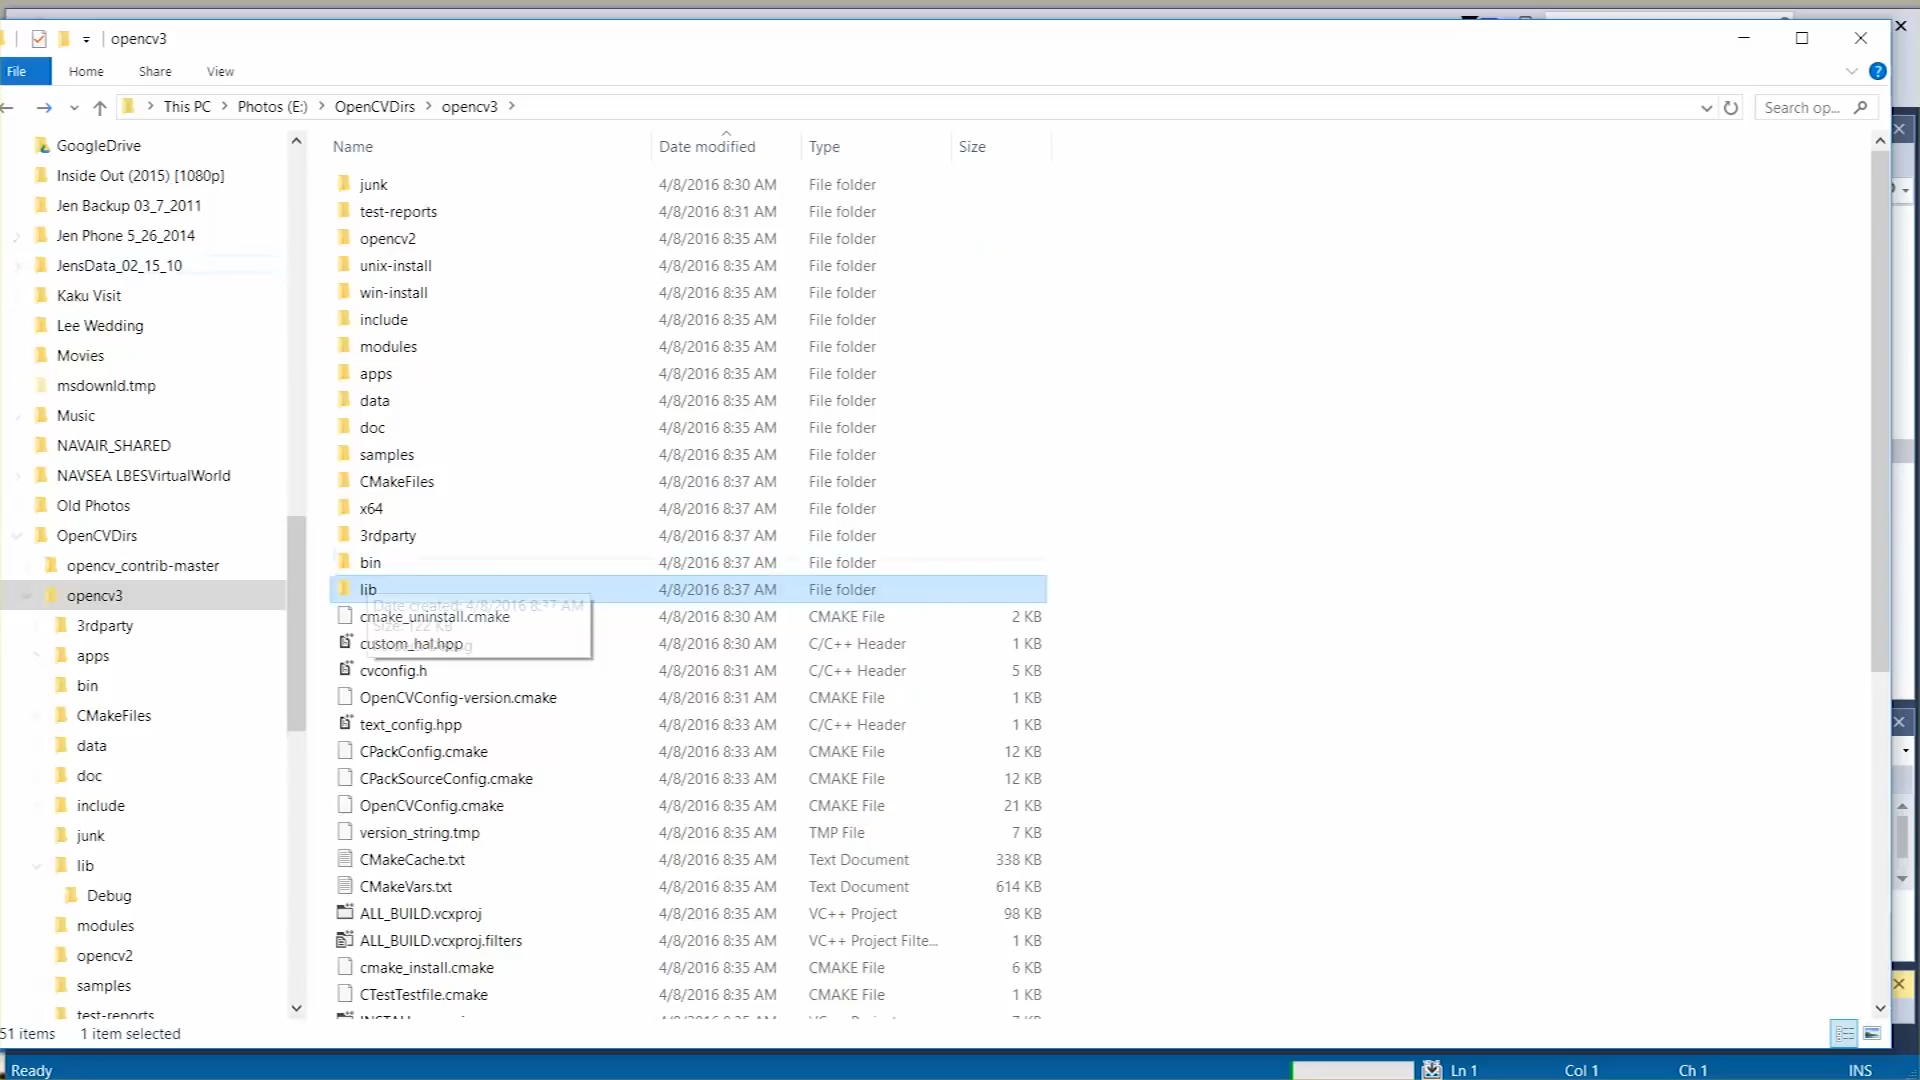 opencv3
File Home Share View
This PC Photos (E:) OpenCVDirs opencv3 Search op...
GoogleDrive
Inside Out (2015) [1080p]
Jen Backup 03_7_2011
Jen Phone 5_26_2014
JensData_02_15_10
Kaku Visit
Lee Wedding
Movies
msdownld.tmp
Music
NAVAIR_SHARED
NAVSEA LBESVirtualWorld
Old Photos
OpenCVDirs
opencv_contrib-master
opencv3
3rdparty
apps
bin
CMakeFiles
data
doc
include
junk
lib
Debug
modules
opencv2
samples
test-reports
Name Date modified Type Size
junk 4/8/2016 8:30 AM File folder
test-reports 4/8/2016 8:31 AM File folder
opencv2 4/8/2016 8:35 AM File folder
unix-install 4/8/2016 8:35 AM File folder
win-install 4/8/2016 8:35 AM File folder
include 4/8/2016 8:35 AM File folder
modules 4/8/2016 8:35 AM File folder
apps 4/8/2016 8:35 AM File folder
data 4/8/2016 8:35 AM File folder
doc 4/8/2016 8:35 AM File folder
samples 4/8/2016 8:35 AM File folder
CMakeFiles 4/8/2016 8:37 AM File folder
x64 4/8/2016 8:37 AM File folder
3rdparty 4/8/2016 8:37 AM File folder
bin 4/8/2016 8:37 AM File folder
lib 4/8/2016 8:37 AM File folder
Date created: 4/8/2016 8:37 AM
cmake_uninstall.cmake 4/8/2016 8:30 AM CMAKE File 2 KB
Size: 122 KB
custom_hal.hpp 4/8/2016 8:30 AM C/C++ Header 1 KB
cvconfig.h 4/8/2016 8:31 AM C/C++ Header 5 KB
OpenCVConfig-version.cmake 4/8/2016 8:31 AM CMAKE File 1 KB
text_config.hpp 4/8/2016 8:33 AM C/C++ Header 1 KB
CPackConfig.cmake 4/8/2016 8:33 AM CMAKE File 12 KB
CPackSourceConfig.cmake 4/8/2016 8:33 AM CMAKE File 12 KB
OpenCVConfig.cmake 4/8/2016 8:35 AM CMAKE File 21 KB
version_string.tmp 4/8/2016 8:35 AM TMP File 7 KB
CMakeCache.txt 4/8/2016 8:35 AM Text Document 338 KB
CMakeVars.txt 4/8/2016 8:35 AM Text Document 614 KB
ALL_BUILD.vcxproj 4/8/2016 8:35 AM VC++ Project 98 KB
ALL_BUILD.vcxproj.filters 4/8/2016 8:35 AM VC++ Project Filte... 1 KB
cmake_install.cmake 4/8/2016 8:35 AM CMAKE File 6 KB
CTestTestfile.cmake 4/8/2016 8:35 AM CMAKE File 1 KB
51 items 1 item selected
Ready Ln 1 Col 1 Ch 1 INS